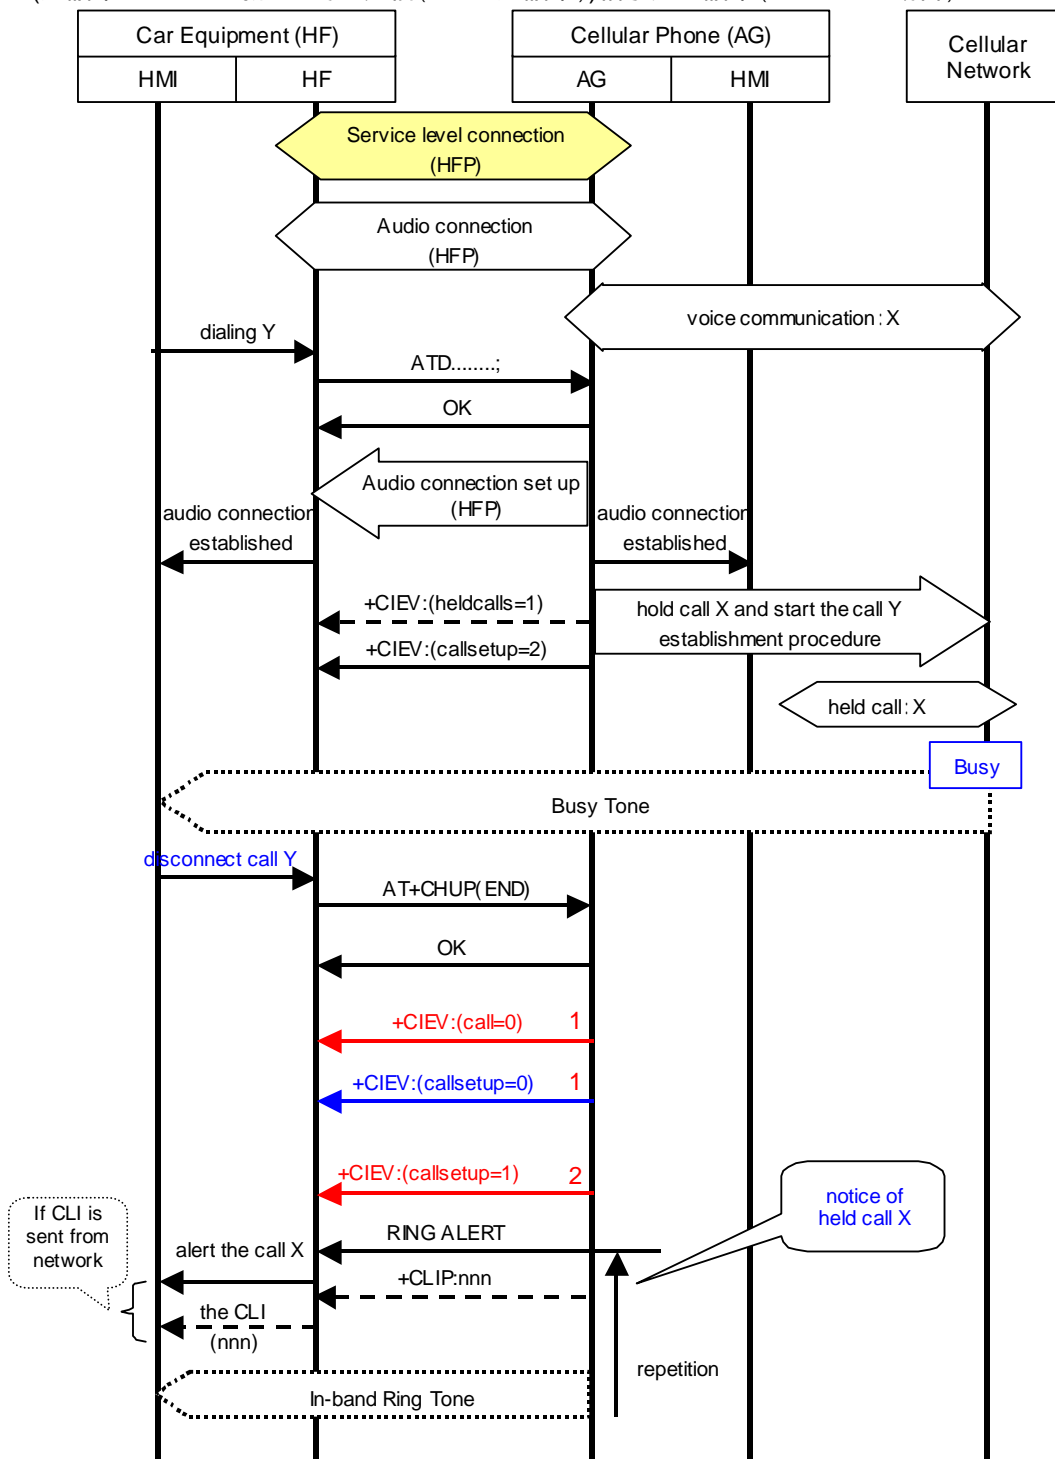 Car Equipment (HF)
Cellular Phone (AG)
Cellular
Network
HMI
HF
AG
HMI
Service level connection
(HFP)
Audio connection
(HFP)
voice communication: X
dialing Y
ATD........;
OK
Audio connection set up
(HFP)
audio connection
established
audio connection
established
+CIEV:(heldcalls=1)
hold call X and start the call Y
establishment procedure
+CIEV:(callsetup=2)
held call: X
Busy
Busy Tone
disconnect call Y
AT+CHUP(END)
OK
+CIEV:(call=0) 1
+CIEV:(callsetup=0) 1
+CIEV:(callsetup=1) 2
notice of
held call X
If CLI is
sent from
network
RING ALERT
alert the call X
+CLIP:nnn
the CLI
(nnn)
repetition
In-band Ring Tone